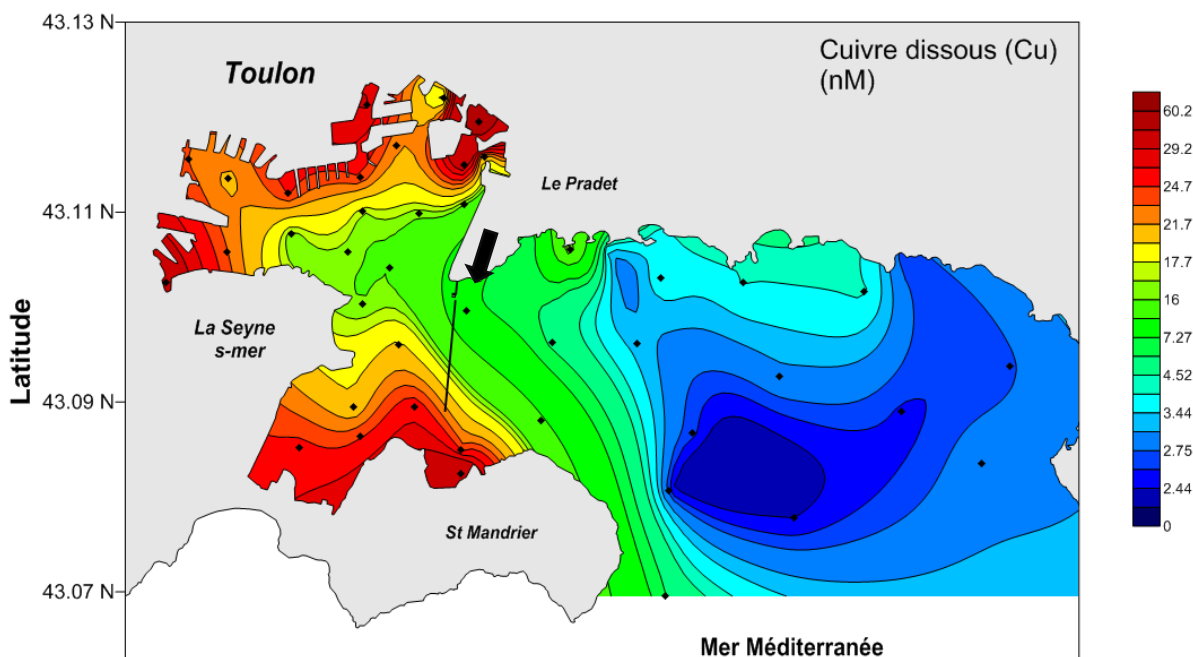 43.13 N
Cuivre dissous (Cu)
(nM)
Toulon
60.2
29.2
24.7
21.7
17.7
16
7.27
4.52
3.44
2.75
2.44
0
Le Pradet
43.11 N
La Seyne
s-mer
Latitude
43.09 N
St Mandrier
43.07 N
Mer Méditerranée